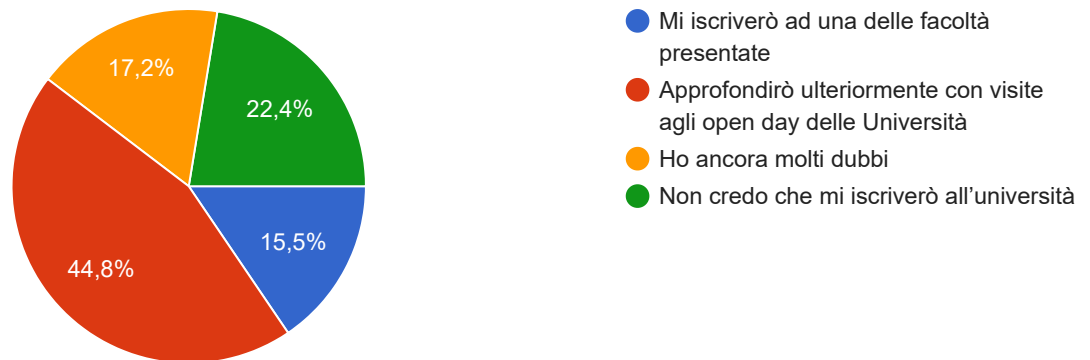 17,2%
22,4%
15,5%
44,8%
Mi iscriverò ad una delle facoltà
presentate
Approfondirò ulteriormente con visite
agli open day delle Università
Ho ancora molti dubbi
Non credo che mi iscriverò all’università